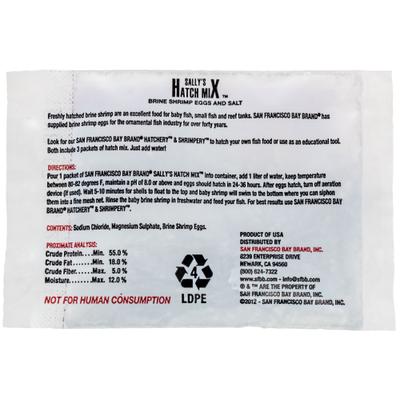 SALLY'S
HATCH MIX™
BRINE SHRIMP EGGS AND SALT
Freshly hatched brine shrimp are an excellent food for baby fish, small fish and reef tanks. SAN FRANCISCO BAY BRAND® has
supplied brine shrimp eggs for the ornamental fish industry for over forty years.
Look for our SAN FRANCISCO BAY BRAND® HATCHERY™ & SHRIMPERY™ to hatch your own fish food or use as an educational tool.
Both include 3 packets of hatch mix. Just add water!
DIRECTIONS:
Pour 1 packet of SAN FRANCISCO BAY BRAND® SALLY'S HATCH MIX™ into container, add 1 liter of water, keep temperature
between 80-82 degrees F, maintain a pH of 8.0 or above and eggs should hatch in 24-36 hours. After eggs hatch, turn off aeration
device (if used). Wait 5-10 minutes for shells to float to the top and baby shrimp will swim to the bottom where you can siphon
them into a fine mesh net. Rinse the baby brine shrimp in freshwater and feed your fish. For best results use SAN FRANCISCO BAY
BRAND® HATCHERY™ & SHRIMPERY™.
CONTENTS: Sodium Chloride, Magnesium Sulphate, Brine Shrimp Eggs.
PROXIMATE ANALYSIS:
Crude Protein....Min. 55.0 %
Crude Fat.......Min. 18.0 %
Crude Fiber......Max. 5.0 %
Moisture.........Max. 12.0 %
NOT FOR HUMAN CONSUMPTION
4
LDPE
PRODUCT OF USA
DISTRIBUTED BY
SAN FRANCISCO BAY BRAND, INC.
8239 ENTERPRISE DRIVE
NEWARK, CA 94560
(800) 624-7322
www.sfbb.com - info@sfbb.com
® & ™ ARE THE PROPERTY OF
SAN FRANCISCO BAY BRAND, INC.
©2012 - SAN FRANCISCO BAY BRAND, INC.